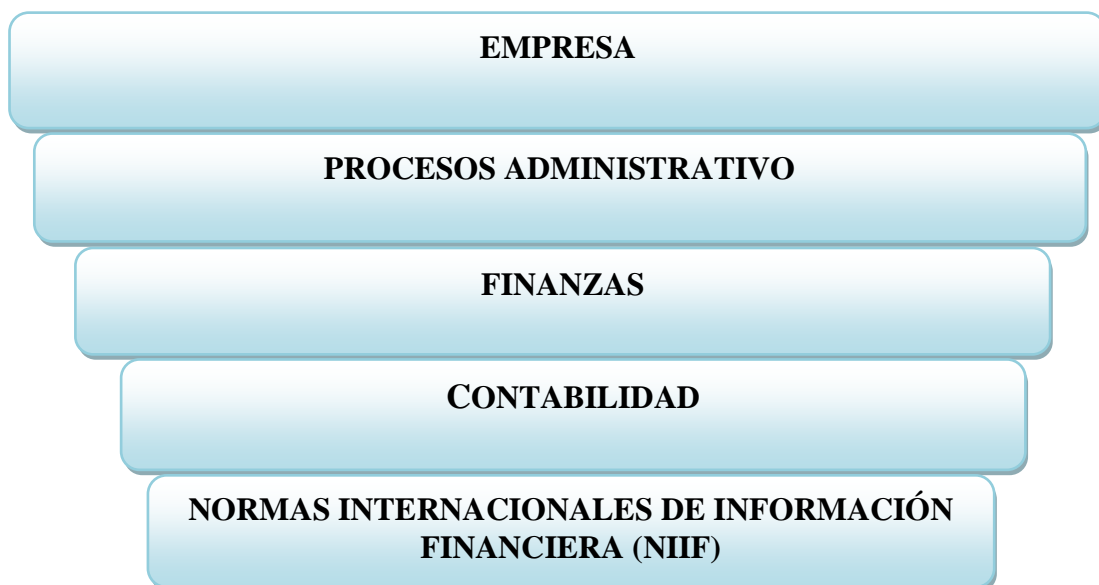 EMPRESA
PROCESOS ADMINISTRATIVO
FINANZAS
CONTABILIDAD
NORMAS INTERNACIONALES DE INFORMACIÓN
FINANCIERA (NIIF)